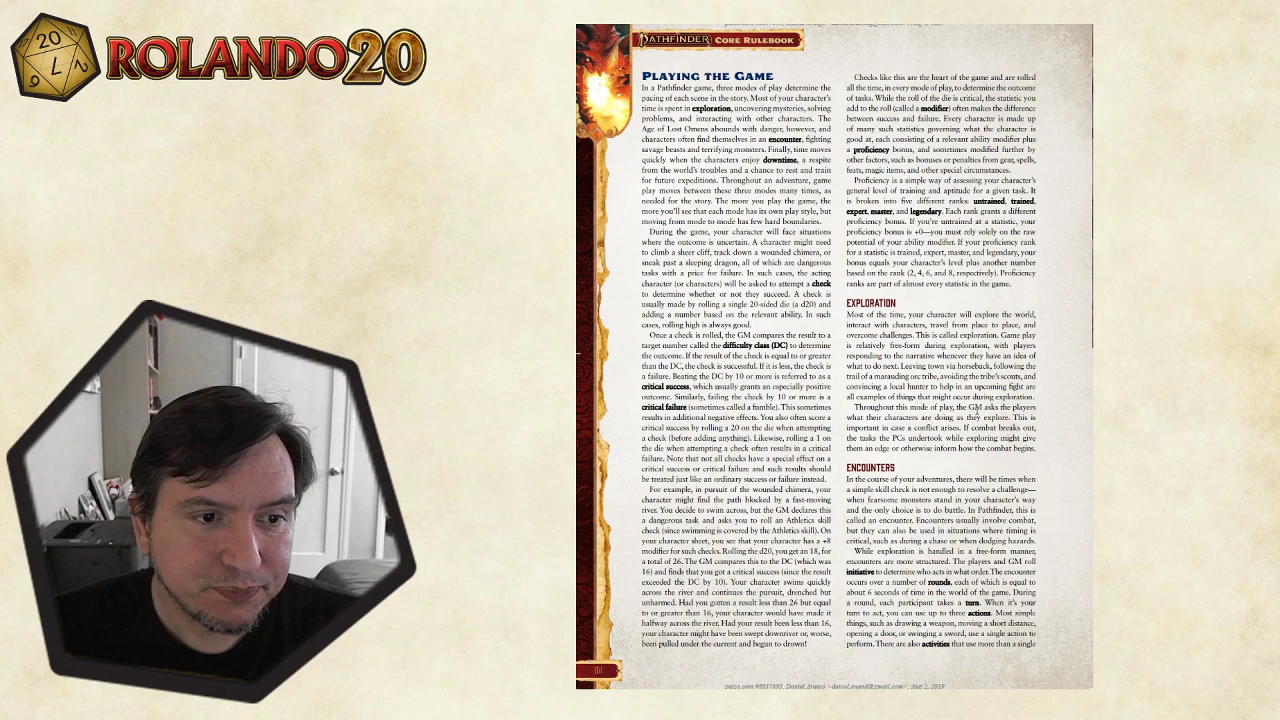 20
ROLANDO20
PATHFINDER CORE RULEBOOK
PLAYING THE GAME
In a Pathfinder game, three modes of play determine the
pacing of each scene in the story. Most of your character's
time is spent in exploration, uncovering mysteries, solving
problems, and interacting with other characters. The
Age of Lost Omens abounds with danger, however, and
characters often find themselves in an encounter, fighting
savage beasts and terrifying monsters. Finally, time moves
quickly when the characters enjoy downtime, a respite
from the world's troubles and a chance to rest and train
for future expeditions. Throughout an adventure, game
play moves between these three modes many times, as
needed for the story. The more you play the game, the
more you'll see that each mode has its own play style, but
moving from mode to mode has few hard boundaries.
During the game, your character will face situations
where the outcome is uncertain. A character might need
to climb a sheer cliff, track down a wounded chimera, or
sneak past a sleeping dragon, all of which are dangerous
tasks with a price for failure. In such cases, the acting
character (or characters) will be asked to attempt a check
to determine whether or not they succeed. A check is
usually made by rolling a single 20-sided die (a d20) and
adding a number based on the relevant ability. In such
cases, rolling high is always good.
Once a check is rolled, the GM compares the result to a
target number called the difficulty class (DC) to determine
the outcome. If the result of the check is equal to or greater
than the DC, the check is successful. If it is less, the check is
a failure. Beating the DC by 10 or more is referred to as a
critical success, which usually grants an especially positive
outcome. Similarly, failing the check by 10 or more is a
critical failure (sometimes called a fumble). This sometimes
results in additional negative effects. You also often score a
critical success by rolling a 20 on the die when attempting
a check (before adding anything). Likewise, rolling a 1 on
the die when attempting a check often results in a critical
failure. Note that not all checks have a special effect on a
critical success or critical failure and such results should
be treated just like an ordinary success or failure instead.
For example, in pursuit of the wounded chimera, your
character might find the path blocked by a fast-moving
river. You decide to swim across, but the GM declares this
a dangerous task and asks you to roll an Athletics skill
check (since swimming is covered by the Athletics skill). On
your character sheet, you see that your character has a +8
modifier for such checks. Rolling the d20, you get an 18, for
a total of 26. The GM compares this to the DC (which was
16) and finds that you got a critical success (since the result
exceeded the DC by 10). Your character swims quickly
across the river and continues the pursuit, drenched but
unharmed. Had you gotten a result less than 26 but equal
to or greater than 16, your character would have made it
halfway across the river. Had your result been less than 16,
your character might have been swept downriver or, worse,
been pulled under the current and begun to drown!
Checks like this are the heart of the game and are rolled
all the time, in every mode of play, to determine the outcome
of tasks. While the roll of the die is critical, the statistic you
add to the roll (called a modifier) often makes the difference
between success and failure. Every character is made up
of many such statistics governing what the character is
good at, each consisting of a relevant ability modifier plus
a proficiency bonus, and sometimes modified further by
other factors, such as bonuses or penalties from gear, spells,
feats, magic items, and other special circumstances.
Proficiency is a simple way of assessing your character's
general level of training and aptitude for a given task. It
is broken into five different ranks: untrained, trained,
expert, master, and legendary. Each rank grants a different
proficiency bonus. If you're untrained at a statistic, your
proficiency bonus is +0—you must rely solely on the raw
potential of your ability modifier. If your proficiency rank
for a statistic is trained, expert, master, and legendary, your
bonus equals your character's level plus another number
based on the rank (2, 4, 6, and 8, respectively). Proficiency
ranks are part of almost every statistic in the game.
EXPLORATION
Most of the time, your character will explore the world,
interact with characters, travel from place to place, and
overcome challenges. This is called exploration. Game play
is relatively free-form during exploration, with players
responding to the narrative whenever they have an idea of
what to do next. Leaving town via horseback, following the
trail of a marauding orc tribe, avoiding the tribe's scouts, and
convincing a local hunter to help in an upcoming fight are
all examples of things that might occur during exploration.
Throughout this mode of play, the GM asks the players
what their characters are doing as they explore. This is
important in case a conflict arises. If combat breaks out,
the tasks the PCs undertook while exploring might give
them an edge or otherwise inform how the combat begins.
ENCOUNTERS
In the course of your adventures, there will be times when
a simple skill check is not enough to resolve a challenge—
when fearsome monsters stand in your character's way
and the only choice is to do battle. In Pathfinder, this is
called an encounter. Encounters usually involve combat,
but they can also be used in situations where timing is
critical, such as during a chase or when dodging hazards.
While exploration is handled in a free-form manner,
encounters are more structured. The players and GM roll
initiative to determine who acts in what order. The encounter
occurs over a number of rounds, each of which is equal to
about 6 seconds of time in the world of the game. During
a round, each participant takes a turn. When it's your
turn to act, you can use up to three actions. Most simple
things, such as drawing a weapon, moving a short distance,
opening a door, or swinging a sword, use a single action to
perform. There are also activities that use more than a single